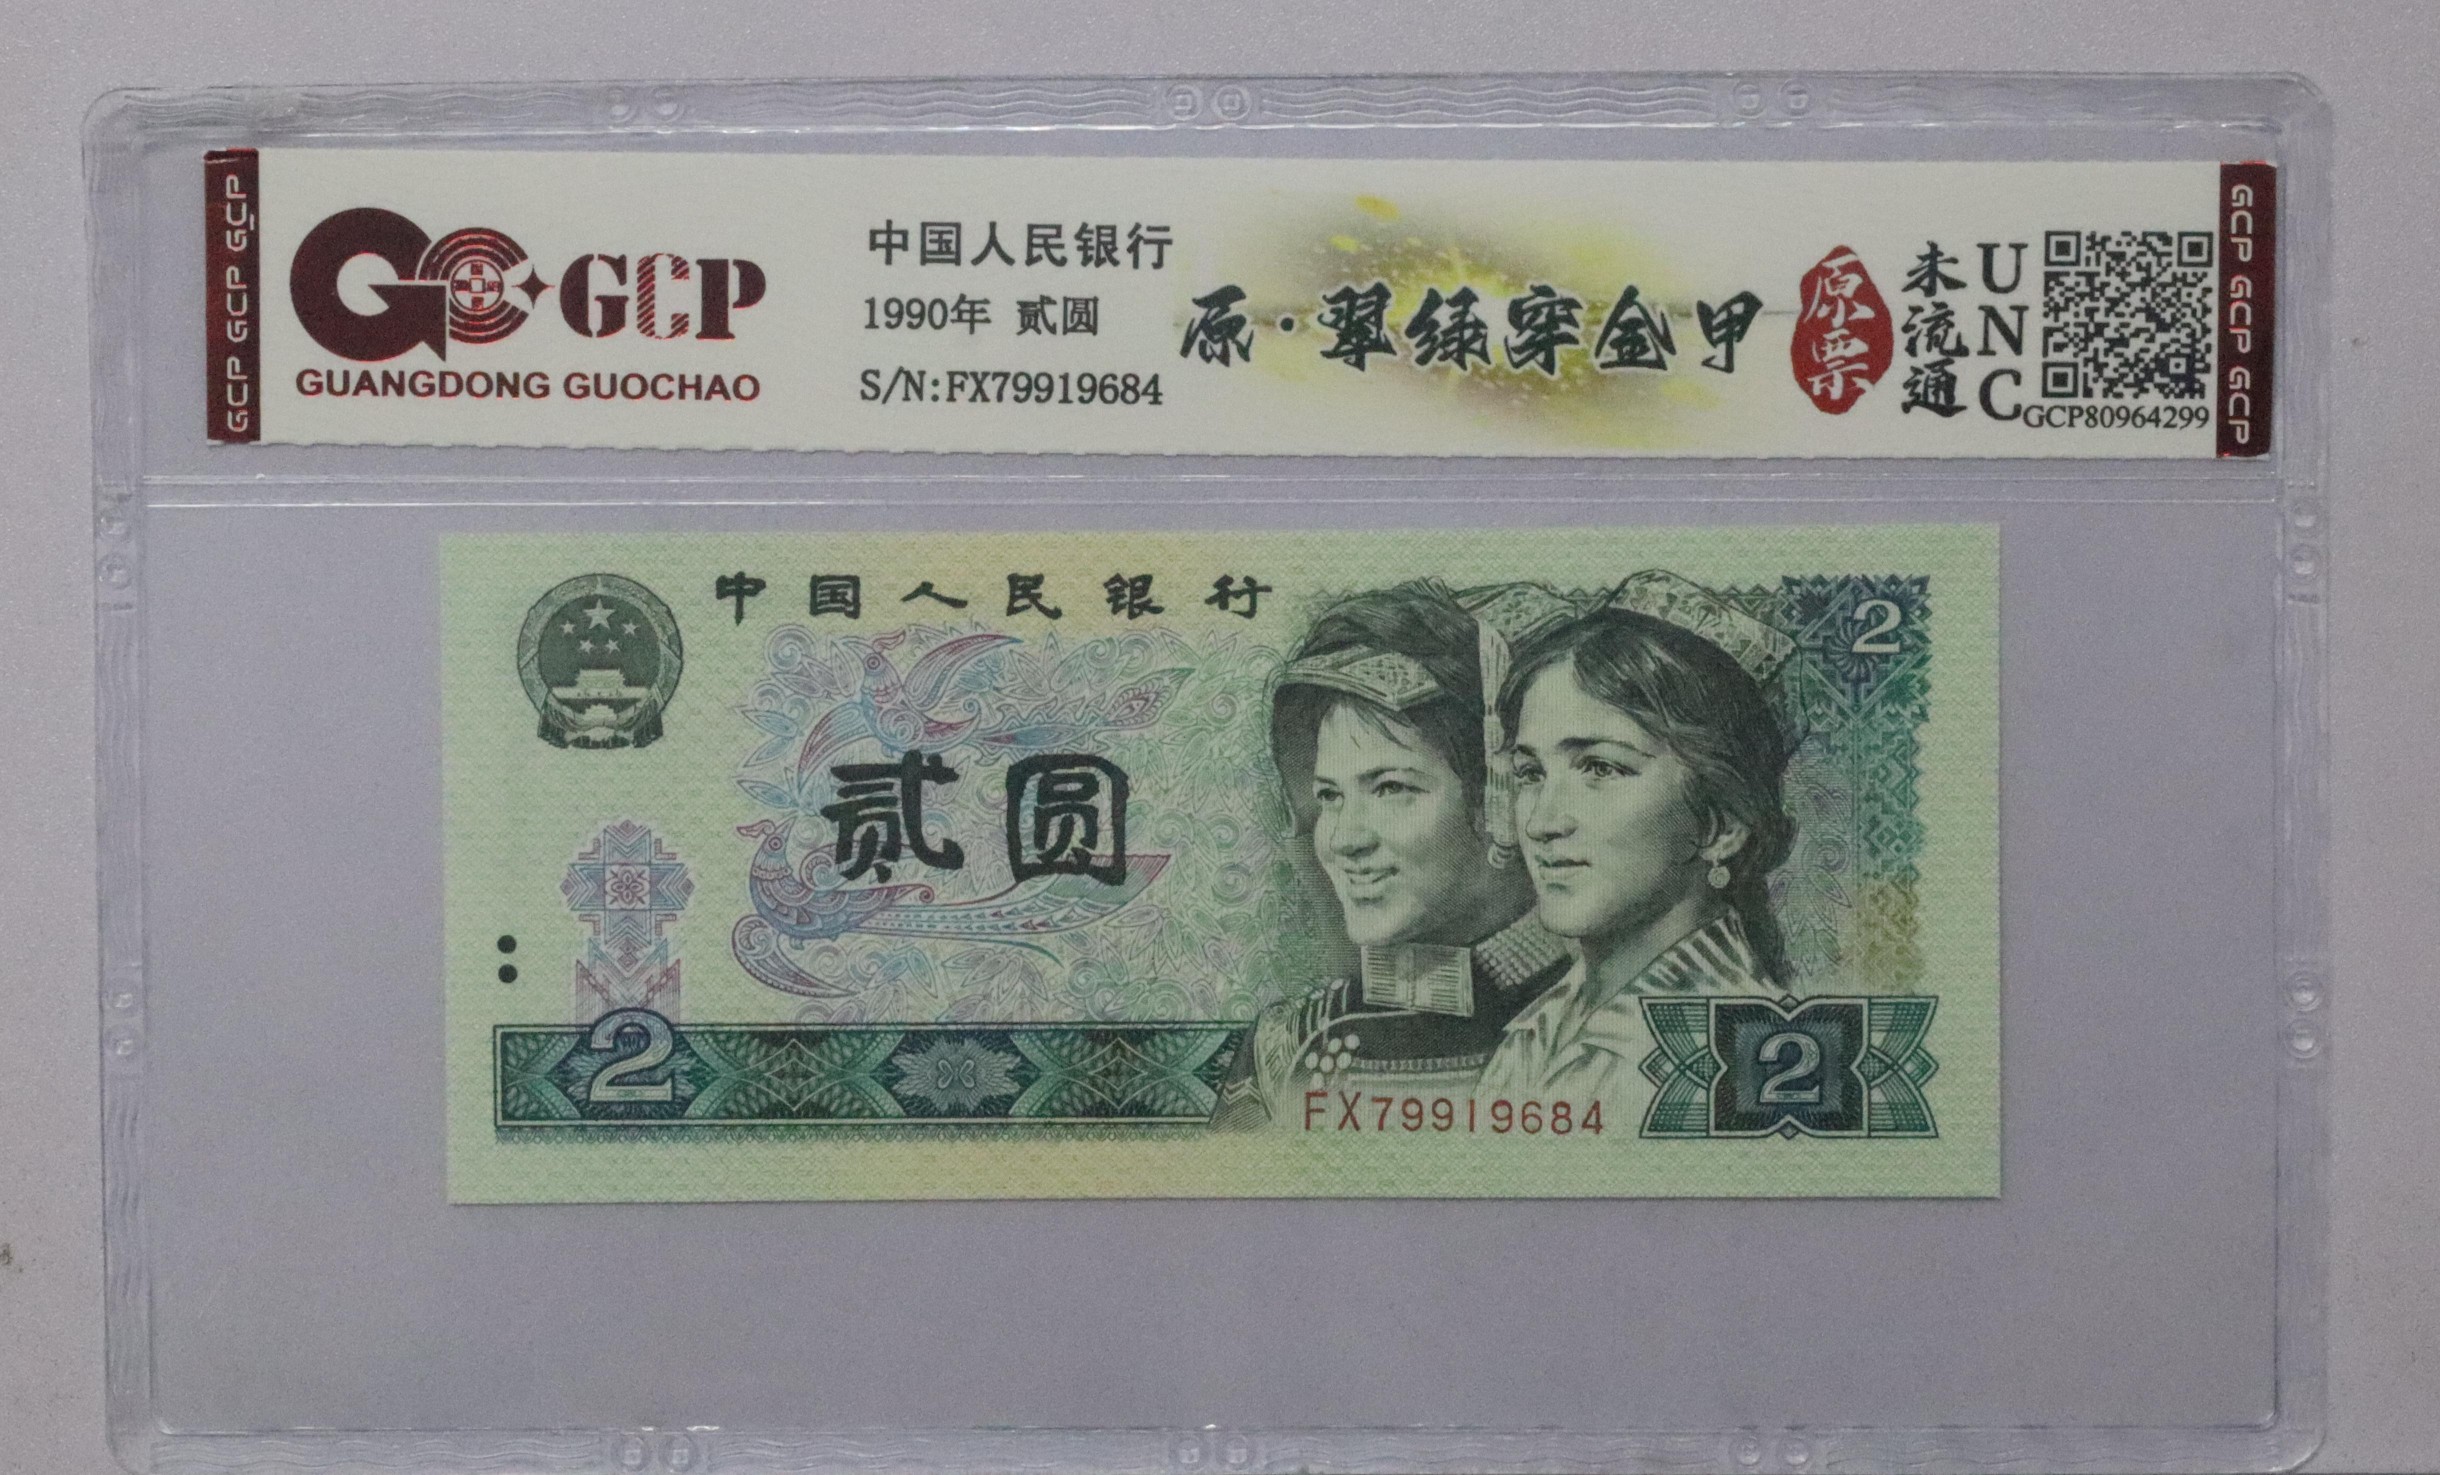 GCP GCP GCP
GCP
GUANGDONG GUOCHAO
中国人民银行
1990年 贰圆
S/N:FX79919684
原·翠绿穿金甲
原票
未流通
UNC
GCP80964299
GCP GCP GCP
中国人民银行
2
贰圆
2
FX79919684
2